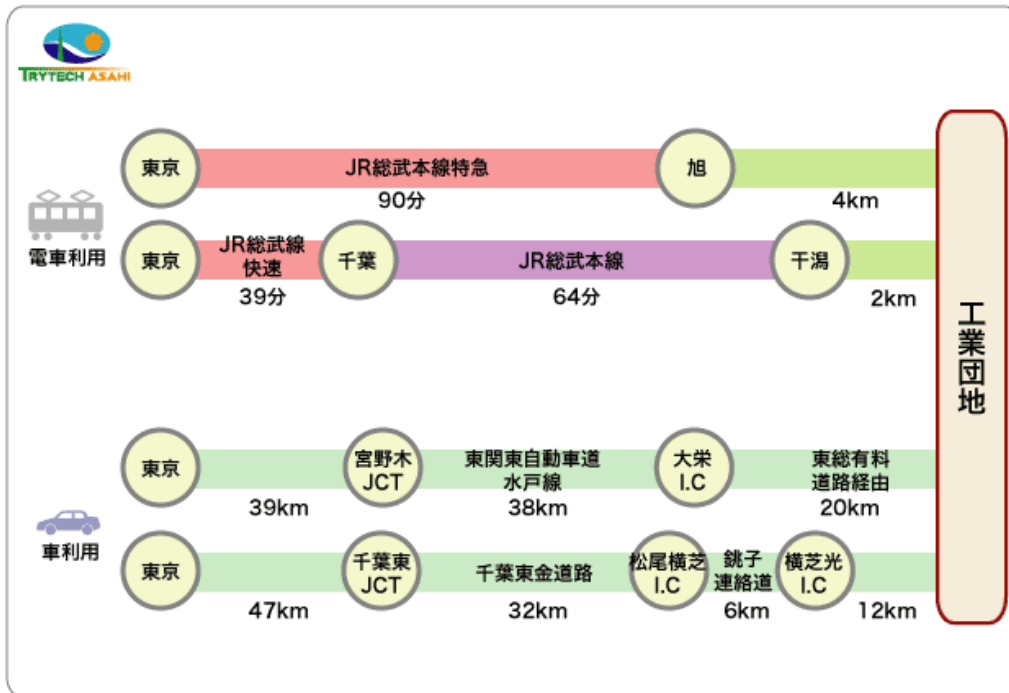 TRYTECH ASAHI
東京
JR総武本線特急
90分
旭
4km
電車利用
東京
JR総武線
快速
39分
千葉
JR総武本線
64分
干潟
2km
工業団地
車利用
東京
39km
宮野木
JCT
東関東自動車道
水戸線
38km
大栄
I.C
東総有料
道路経由
20km
東京
47km
千葉東
JCT
千葉東金道路
32km
松尾横芝
I.C
銚子
連絡道
6km
横芝光
I.C
12km